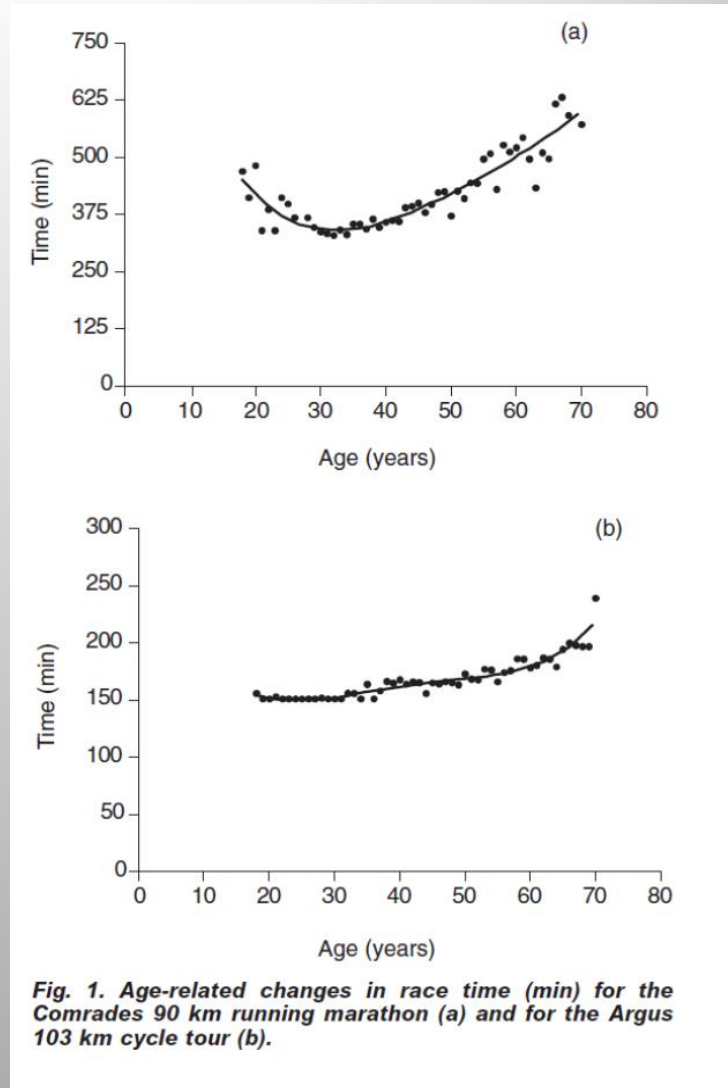 (a)
750
625
500
375
250
125
0
Time (min)
0 10 20 30 40 50 60 70 80
Age (years)
(b)
300
250
200
150
100
50
0
Time (min)
0 10 20 30 40 50 60 70 80
Age (years)
Fig. 1. Age-related changes in race time (min) for the
Comrades 90 km running marathon (a) and for the Argus
103 km cycle tour (b).